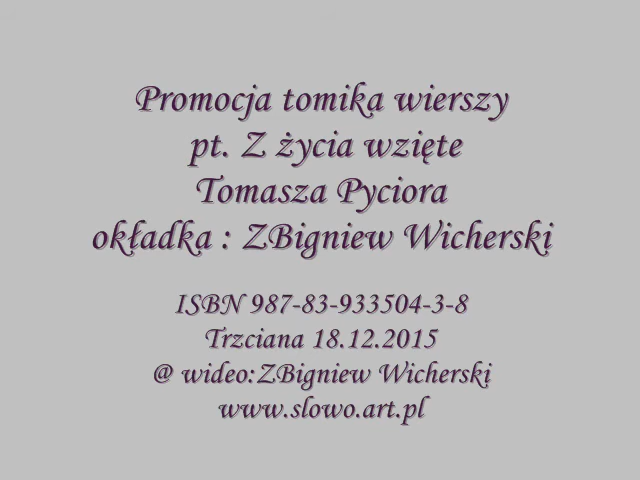 Promocja tomika wierszy
pt. Z życia wzięte
Tomasza Pyciora
okładka : ZBigniew Wicherski
ISBN 987-83-933504-3-8
Trzciana 18.12.2015
@ wideo:ZBigniew Wicherski
www.slowo.art.pl